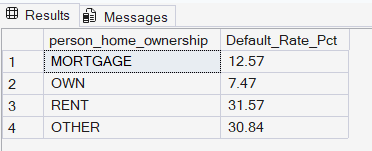 Results Messages
person_home_ownership Default_Rate_Pct
1 MORTGAGE 12.57
2 OWN 7.47
3 RENT 31.57
4 OTHER 30.84